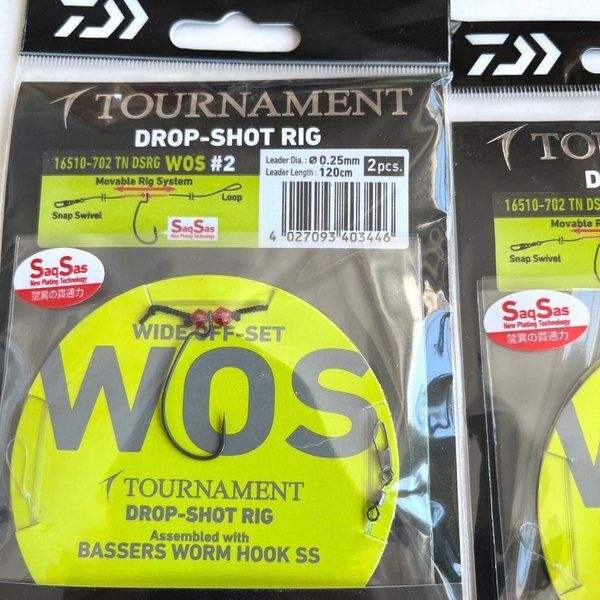 TOURNAMENT
DROP-SHOT RIG
16510-702 TN DSRG WOS #2
Leader Dia.: Ø 0.25mm
Leader Length: 120cm
2pcs.
Movable Rig System
Snap Swivel
Loop
SaqSas
New Plating Technology
4 027093 403446
SaqSas
New Plating Technology
驚異の貫通力
WIDE OFF-SET
WOS
TOURNAMENT
DROP-SHOT RIG
Assembled with
BASSERS WORM HOOK SS
TOU
DRO
16510-702 TN DS
Movable R
Snap Swivel
SaqSas
New Plating Technology
驚異の貫通力